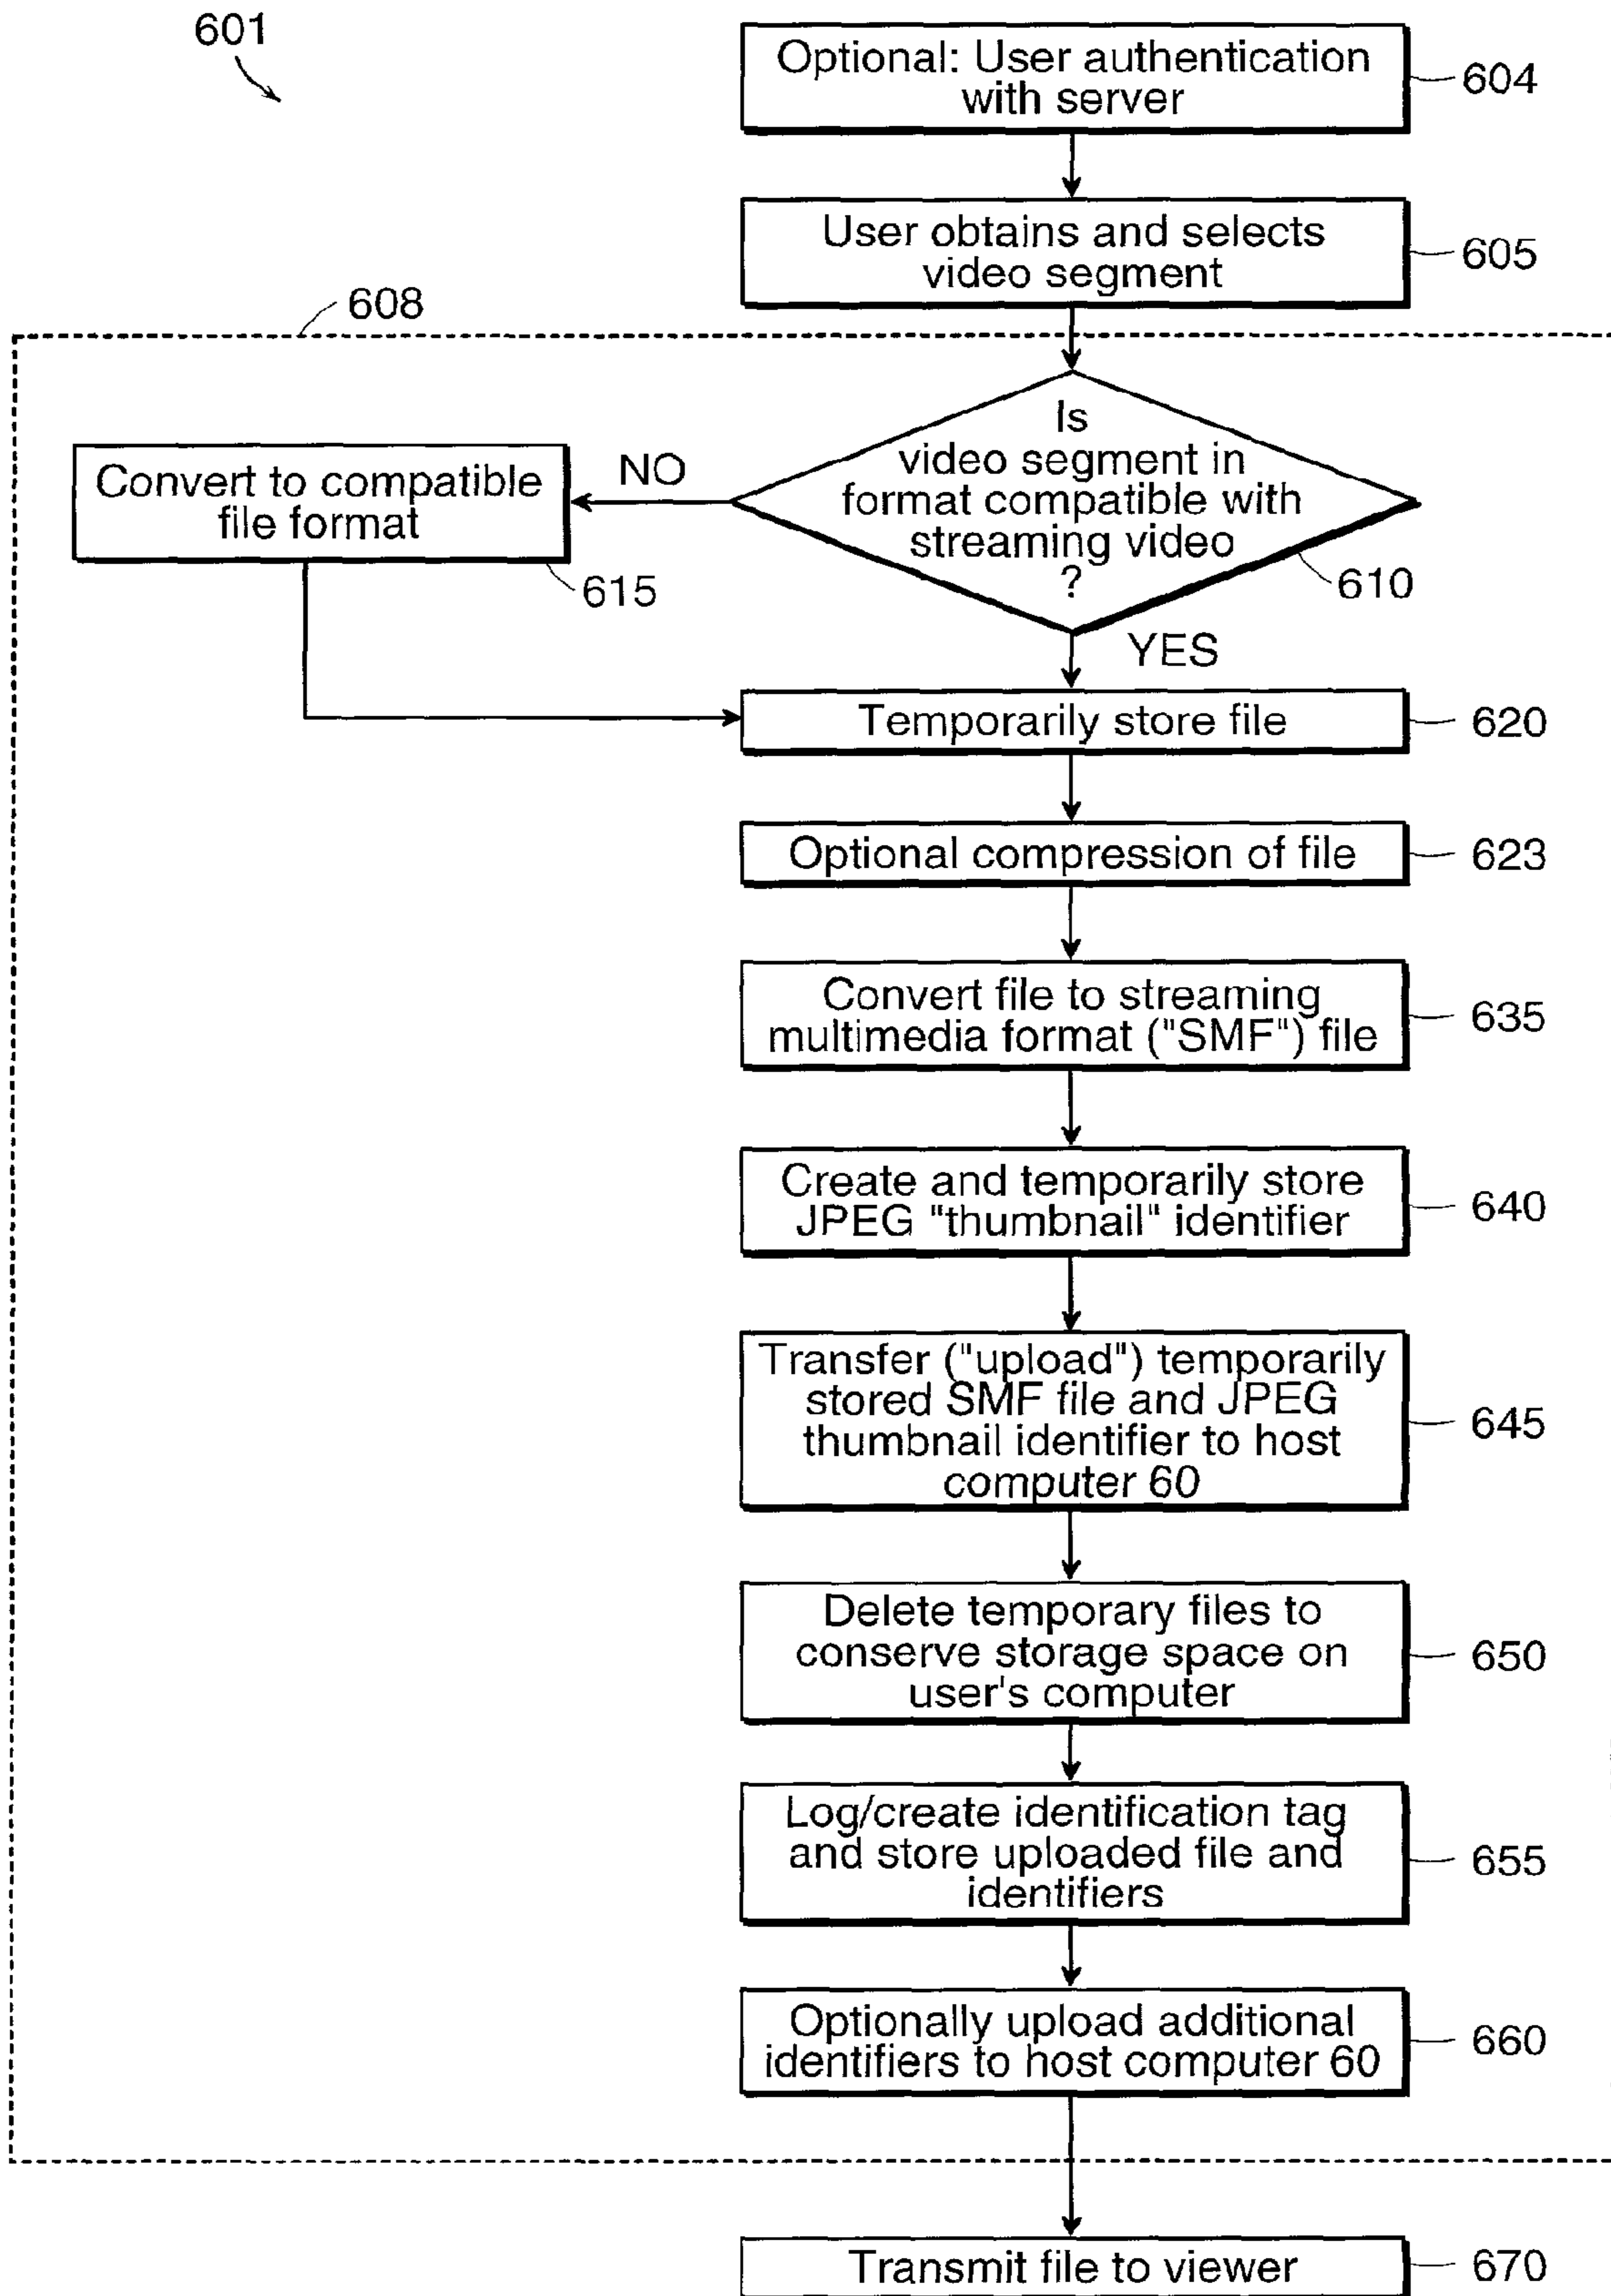 601
Optional: User authentication
with server
604
User obtains and selects
video segment
605
608
Is
video segment in
format compatible with
streaming video
?
610
NO
Convert to compatible
file format
615
YES
Temporarily store file
620
Optional compression of file
623
Convert file to streaming
multimedia format ("SMF") file
635
Create and temporarily store
JPEG "thumbnail" identifier
640
Transfer ("upload") temporarily
stored SMF file and JPEG
thumbnail identifier to host
computer 60
645
Delete temporary files to
conserve storage space on
user's computer
650
Log/create identification tag
and store uploaded file and
identifiers
655
Optionally upload additional
identifiers to host computer 60
660
Transmit file to viewer
670